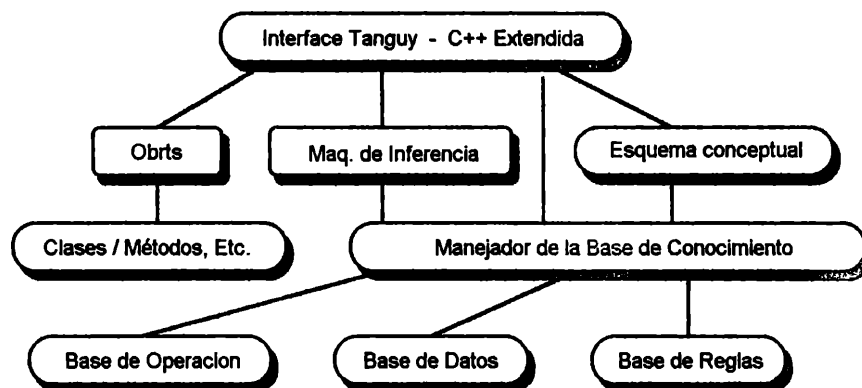 Interface Tanguy - C++ Extendida
Obrts
Maq. de Inferencia
Esquema conceptual
Clases / Métodos, Etc.
Manejador de la Base de Conocimiento
Base de Operacion
Base de Datos
Base de Reglas